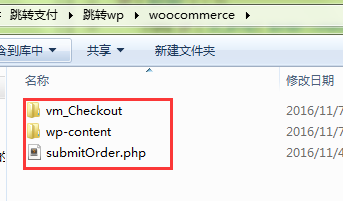 跳转支付 ▸ 跳转wp ▸ woocommerce ▸
含到库中 ▾ 共享 ▾ 新建文件夹
名称 修改日期
vm_Checkout 2016/11/7
wp-content 2016/11/7
submitOrder.php 2016/11/4